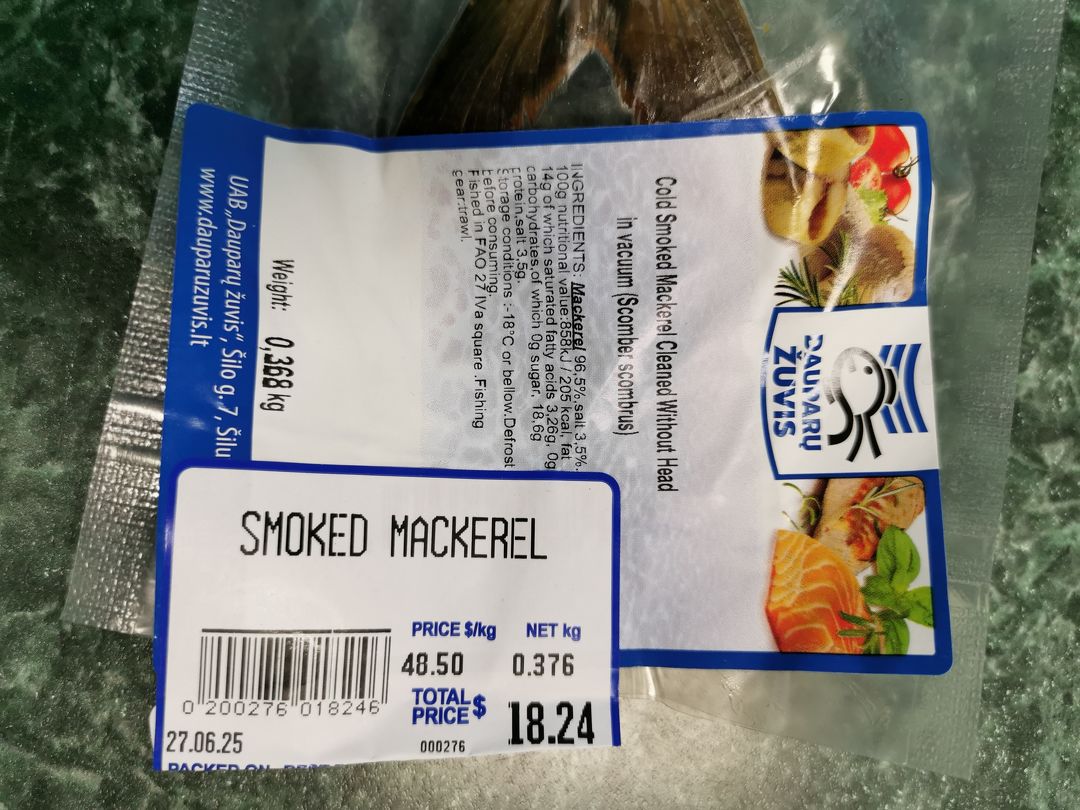 DAUPARŲ
ŽUVIS
Cold Smoked Mackerel Cleaned Without Head
in vacuum (Scomber scombrus)
INGREDIENTS: Mackerel 96,5%.salt 3,5%.
100g nutritional value:858kJ / 205 kcal, fat
14g of which saturated fatty acids 3,26g, 0g
carbohydrates,of which 0g sugar, 18,6g
protein,salt 3,5g.
Storage conditions :-18°C or bellow.Defrost
before consuming.
Fished in FAO 27 IVa square .Fishing
gear:trawl.
Weight: 0,368 kg
UAB „Dauparų žuvis“, Šilo g.7, Šilu
www.dauparuzuvis.lt
SMOKED MACKEREL
PRICE $/kg NET kg
48.50 0.376
TOTAL
PRICE $ 18.24
0 200276 018246
27.06.25 000276
PACKED ON